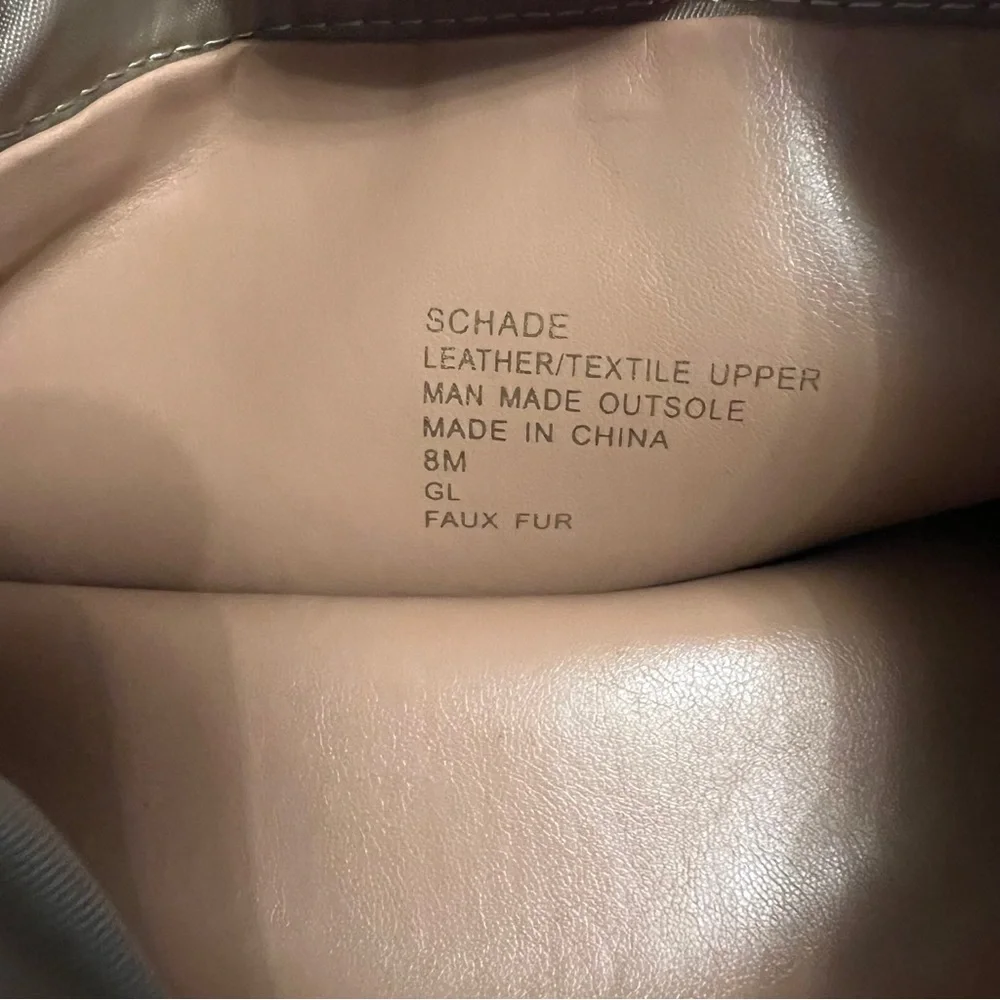 SCHADE
LEATHER/TEXTILE UPPER
MAN MADE OUTSOLE
MADE IN CHINA
8M
GL
FAUX FUR